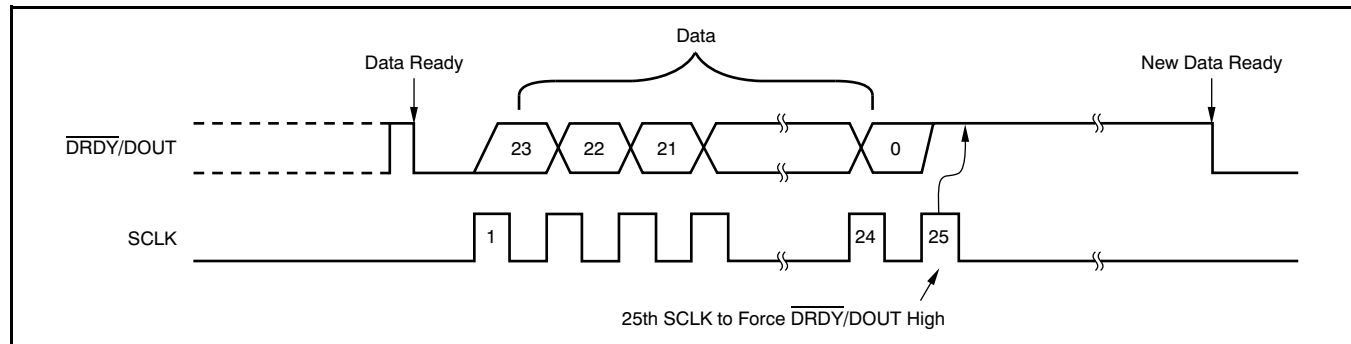 Data
Data Ready
New Data Ready
DRDY/DOUT
23
22
21
0
SCLK
1
24
25
25th SCLK to Force DRDY/DOUT High